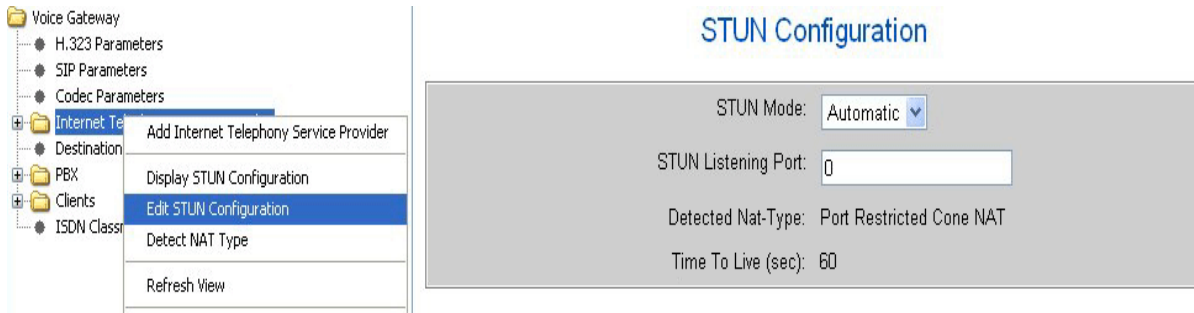 Voice Gateway
H.323 Parameters
SIP Parameters
Codec Parameters
Internet
Destination
PBX
Clients
ISDN
Add Internet Telephony Service Provider
Display STUN Configuration
Edit STUN Configuration
Detect NAT Type
Refresh View
STUN Configuration
STUN Mode: Automatic
STUN Listening Port: 0
Detected Nat-Type: Port Restricted Cone NAT
Time To Live (sec): 60